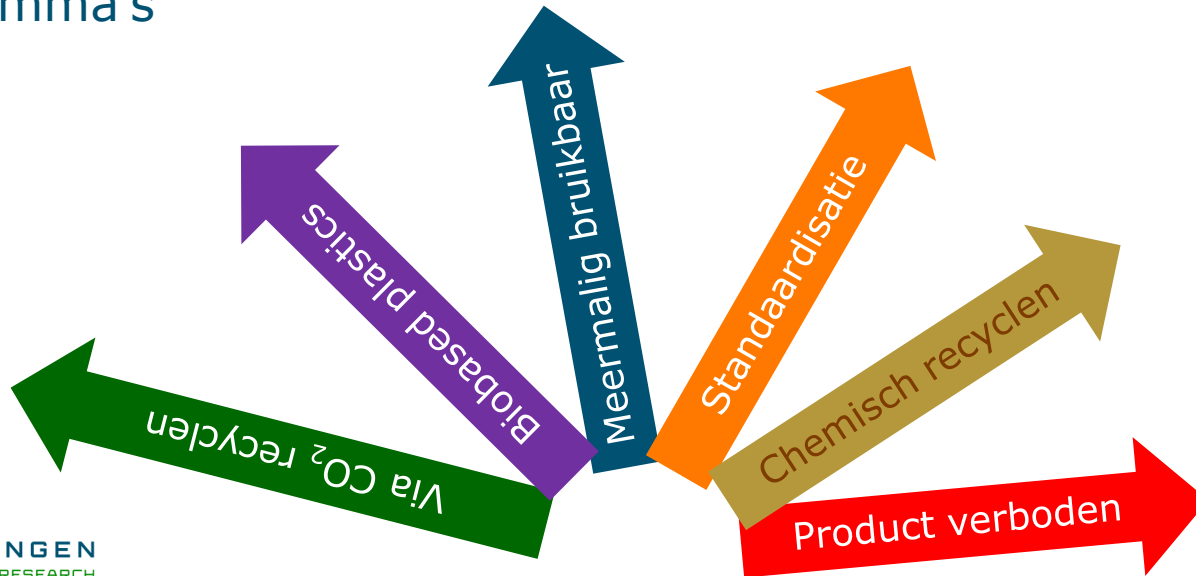 mma's
Via CO₂ recyclen
Biobased plastics
Meermalig bruikbaar
Standaardisatie
Chemisch recyclen
Product verboden
NGEN
RESEARCH